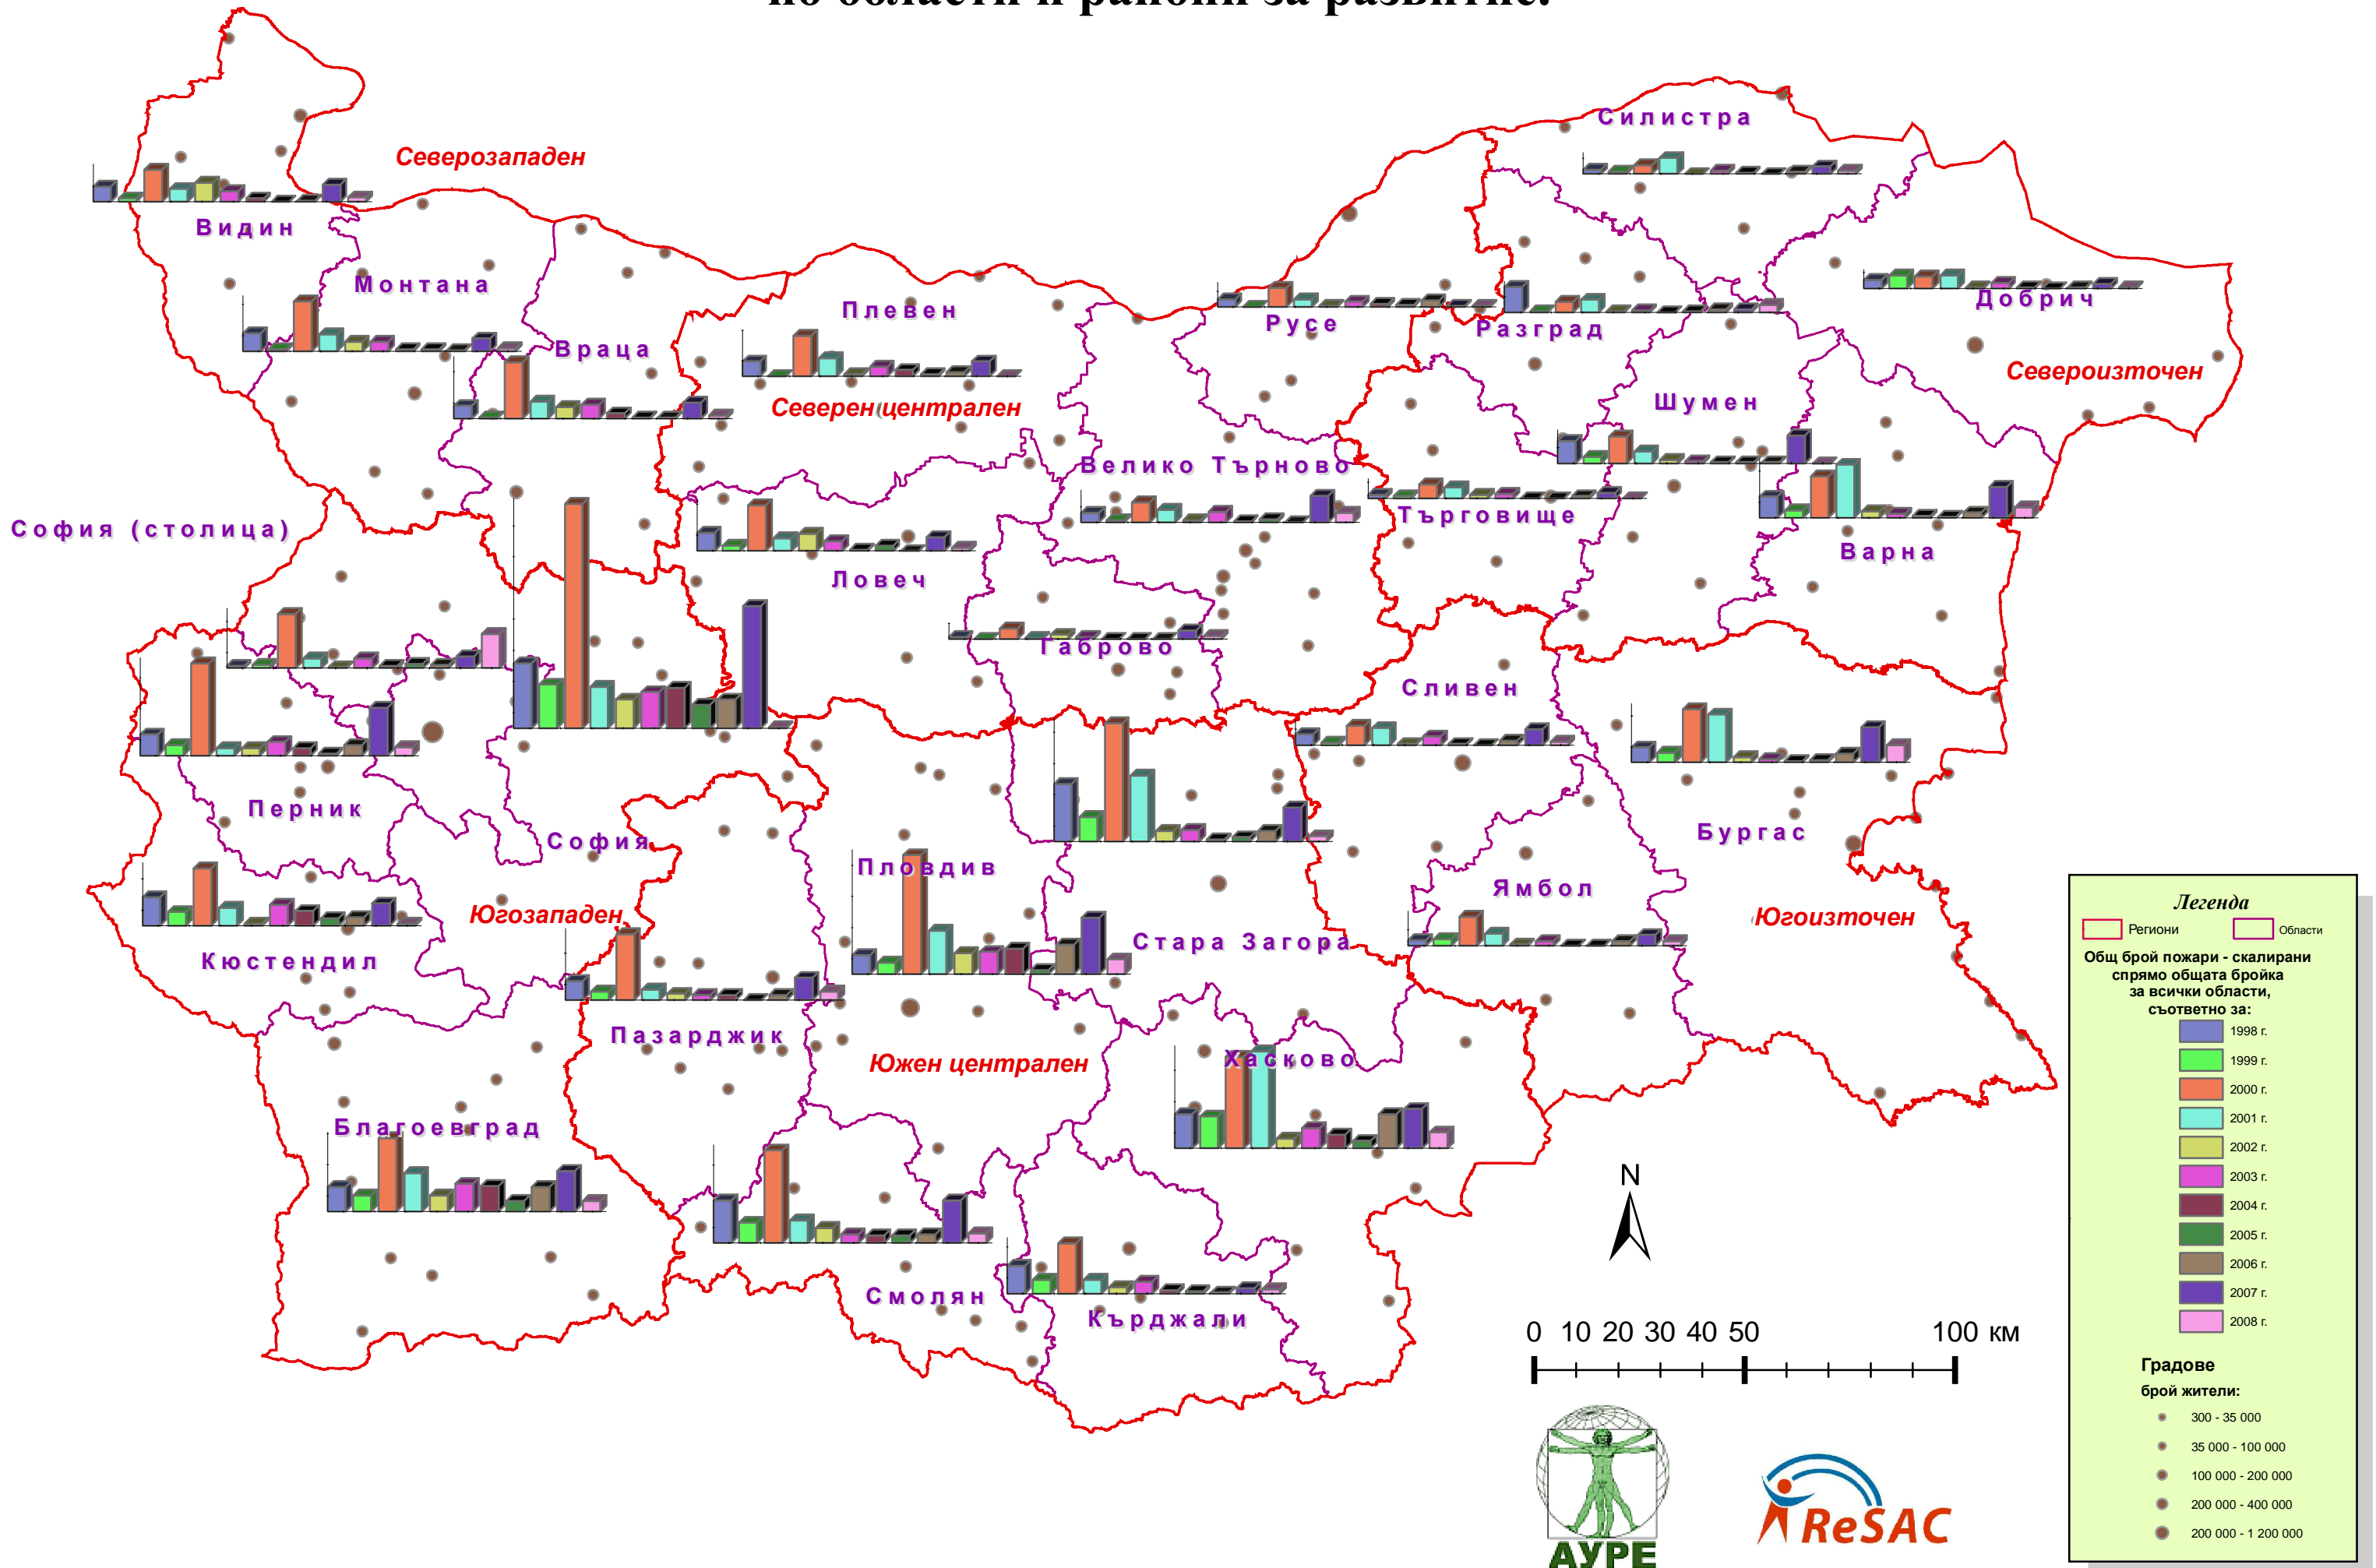 по области и райони за развитие.
Силистра
Северозападен
Видин
Монтана
Плевен
Русе
Разград
Добрич
Враца
Североизточен
Северен централен
Шумен
Велико Търново
Търговище
София (столица)
Варна
Ловеч
Габрово
Сливен
Перник
София
Бургас
Пловдив
Ямбол
Югозападен
Югоизточен
Стара Загора
Кюстендил
Пазарджик
Южен централен
Хасково
Благоевград
Смолян
Кърджали
N
0 10 20 30 40 50 100 км
АУРЕ
ReSAC
Легенда
Региони Области
Общ брой пожари - скалирани
спрямо общата бройка
за всички области,
съответно за:
1998 г.
1999 г.
2000 г.
2001 г.
2002 г.
2003 г.
2004 г.
2005 г.
2006 г.
2007 г.
2008 г.
Градове
брой жители:
300 - 35 000
35 000 - 100 000
100 000 - 200 000
200 000 - 400 000
200 000 - 1 200 000